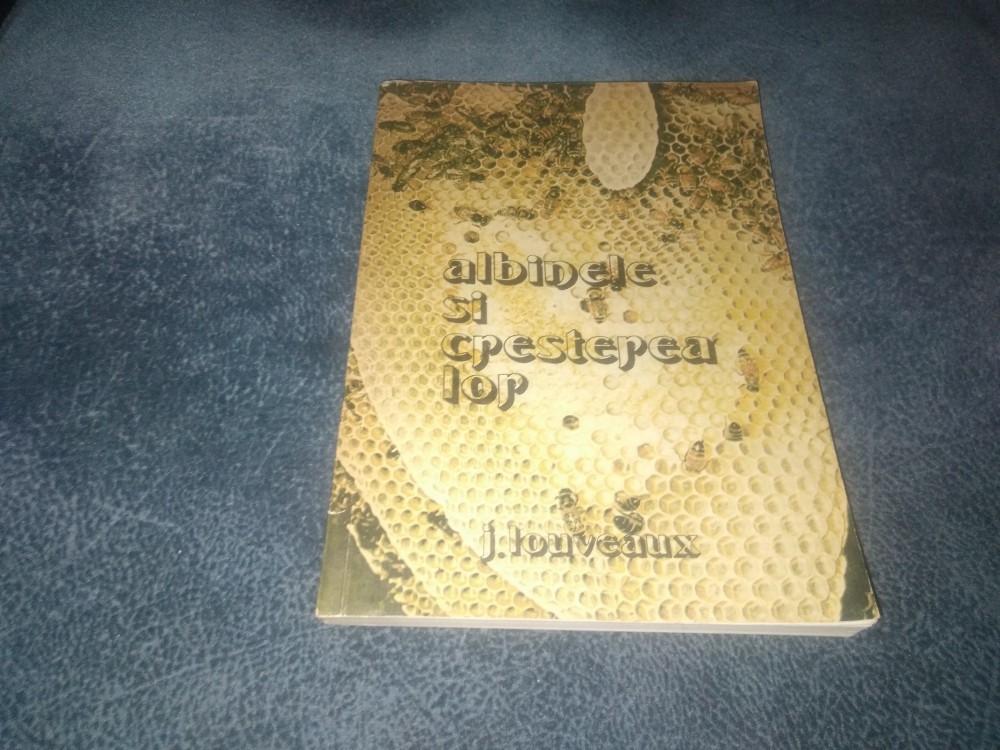 albinele
si
cresterea
lor
j.louveaux